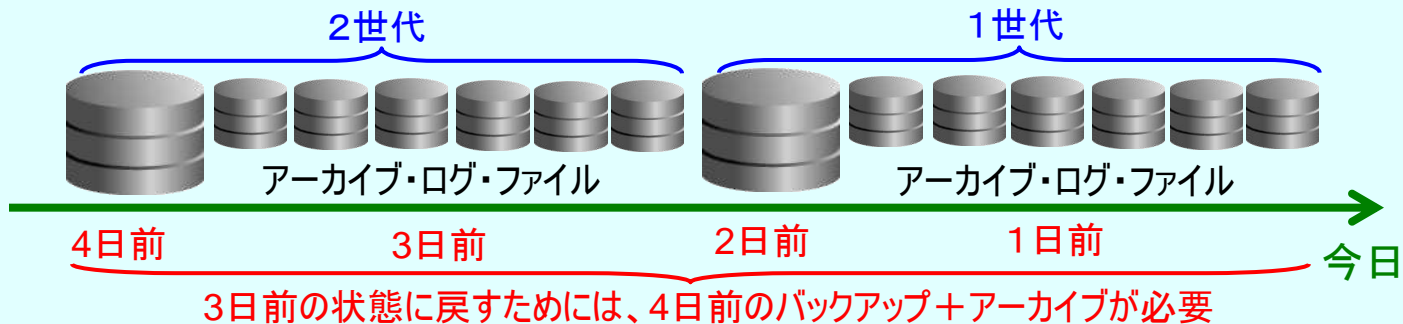 ２世代
１世代
アーカイブ・ログ・ファイル
アーカイブ・ログ・ファイル
4日前
3日前
2日前
１日前
今日
３日前の状態に戻すためには、４日前のバックアップ＋アーカイブが必要